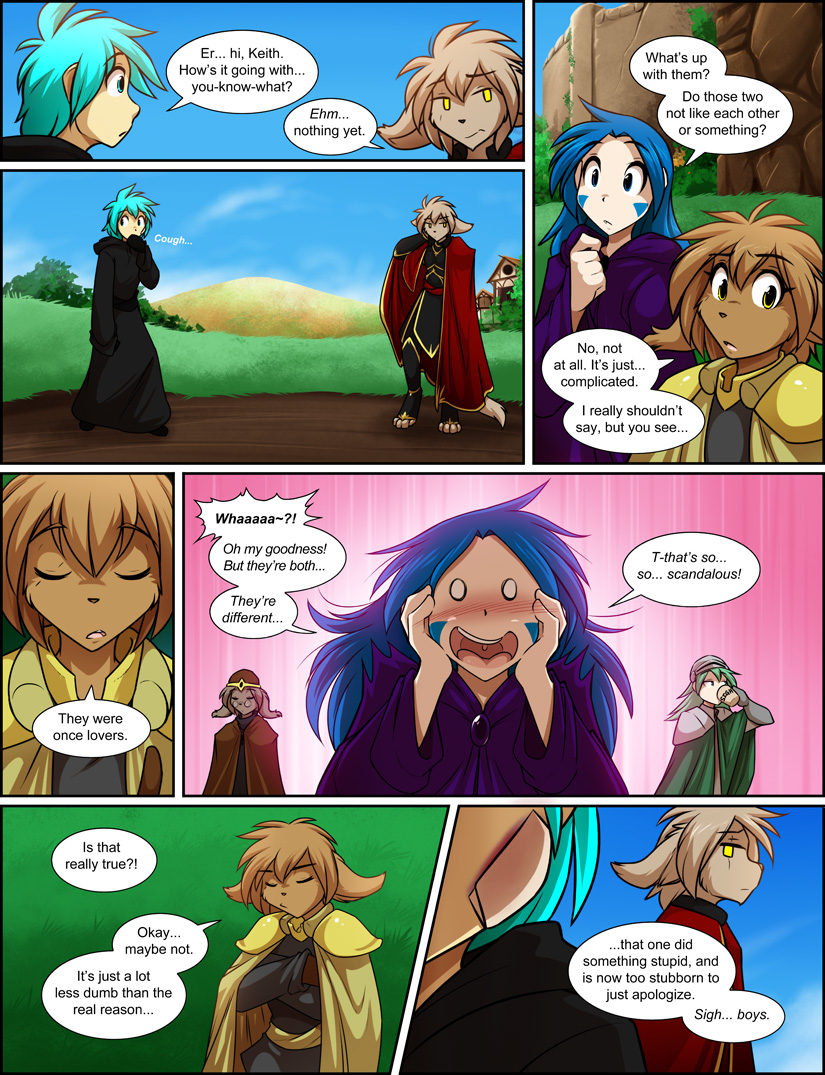 Er... hi, Keith.
How's it going with...
you-know-what?
Ehm...
nothing yet.
What's up
with them?
Do those two
not like each other
or something?
Cough...
No, not
at all. It's just...
complicated.
I really shouldn't
say, but you see...
They were
once lovers.
Whaaaaa~?!
Oh my goodness!
But they're both...
They're
different...
T-that's so...
so... scandalous!
Is that
really true?!
Okay...
maybe not.
It's just a lot
less dumb than the
real reason...
...that one did
something stupid, and
is now too stubborn to
just apologize.
Sigh... boys.